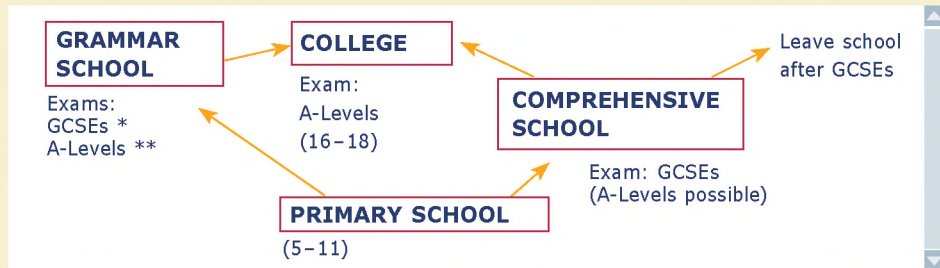 GRAMMAR
SCHOOL
Exams:
GCSEs *
A-Levels **
COLLEGE
Exam:
A-Levels
(16–18)
Leave school
after GCSEs
COMPREHENSIVE
SCHOOL
Exam: GCSEs
(A-Levels possible)
PRIMARY SCHOOL
(5–11)